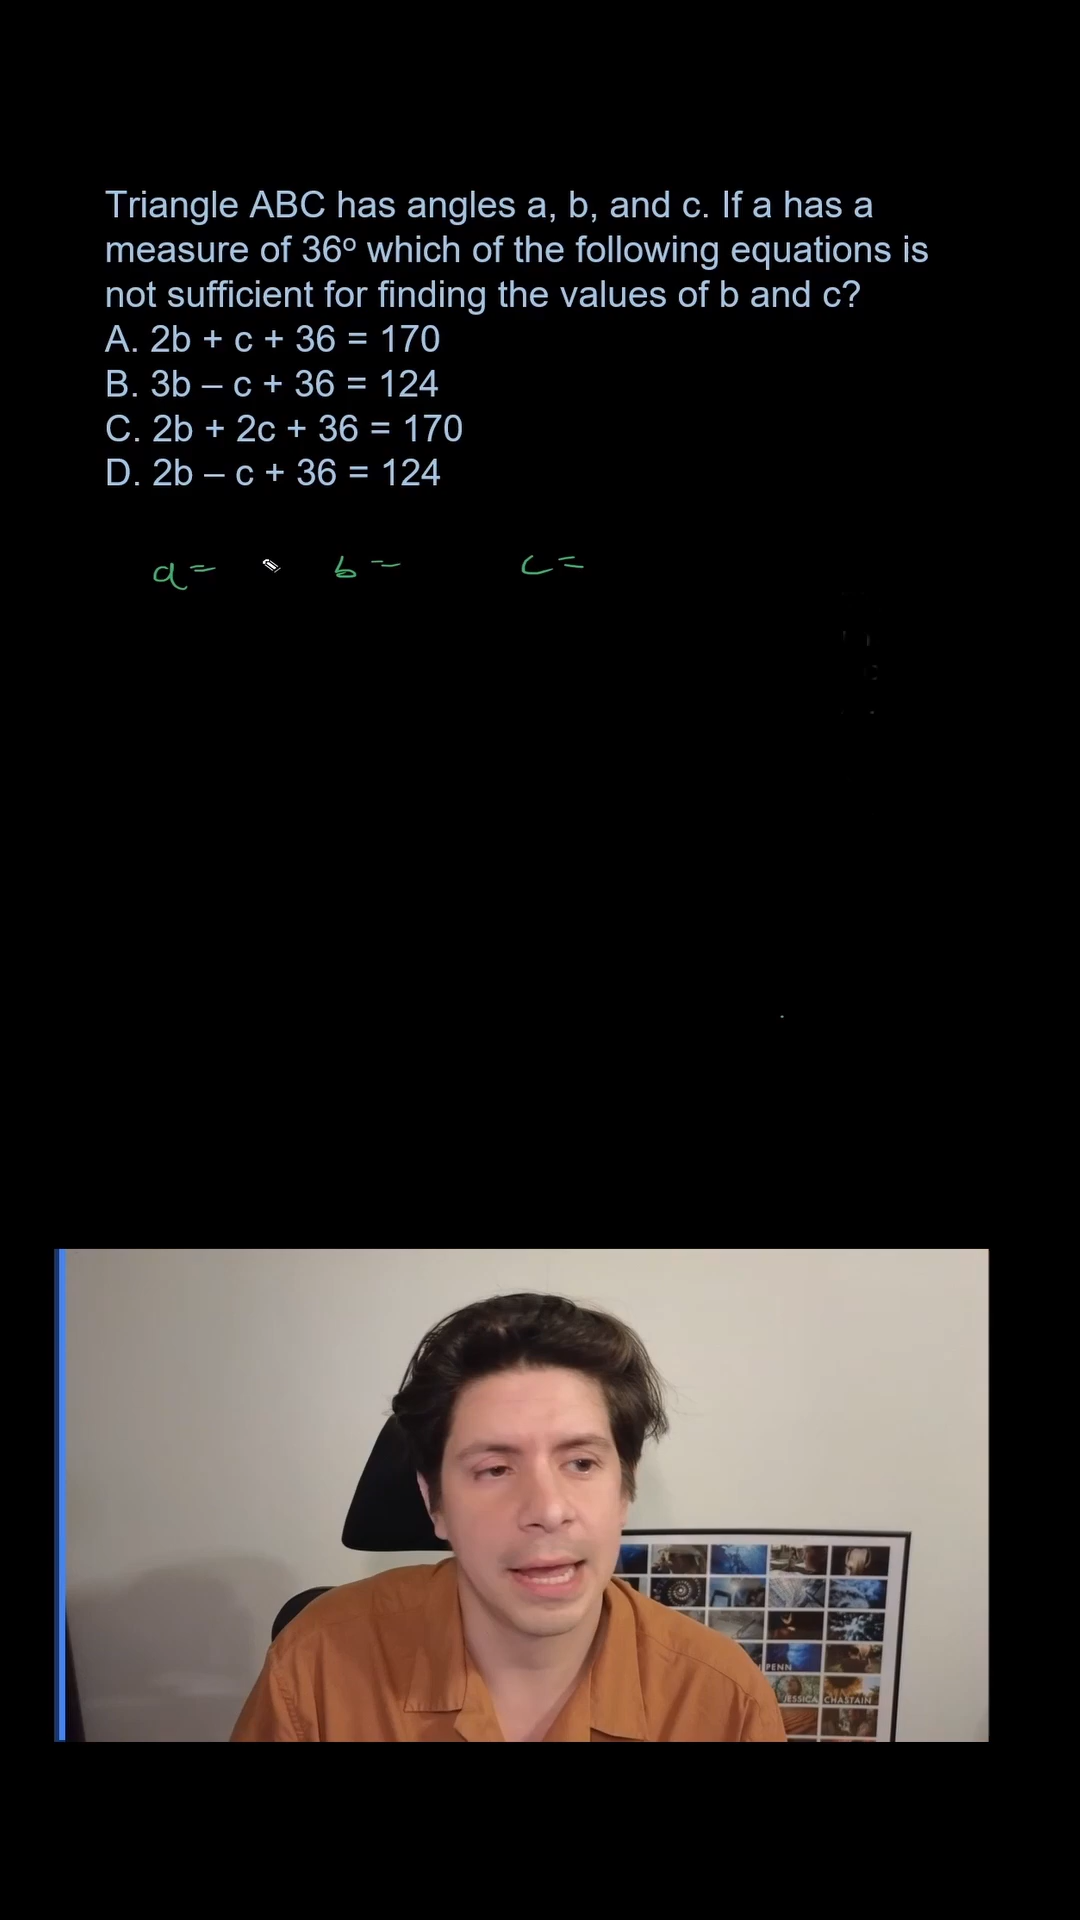 Triangle ABC has angles a, b, and c. If a has a
measure of 36º which of the following equations is
not sufficient for finding the values of b and c?
A. 2b + c + 36 = 170
B. 3b – c + 36 = 124
C. 2b + 2c + 36 = 170
D. 2b – c + 36 = 124
a= b= c=
PENN
JESSICA CHASTAIN